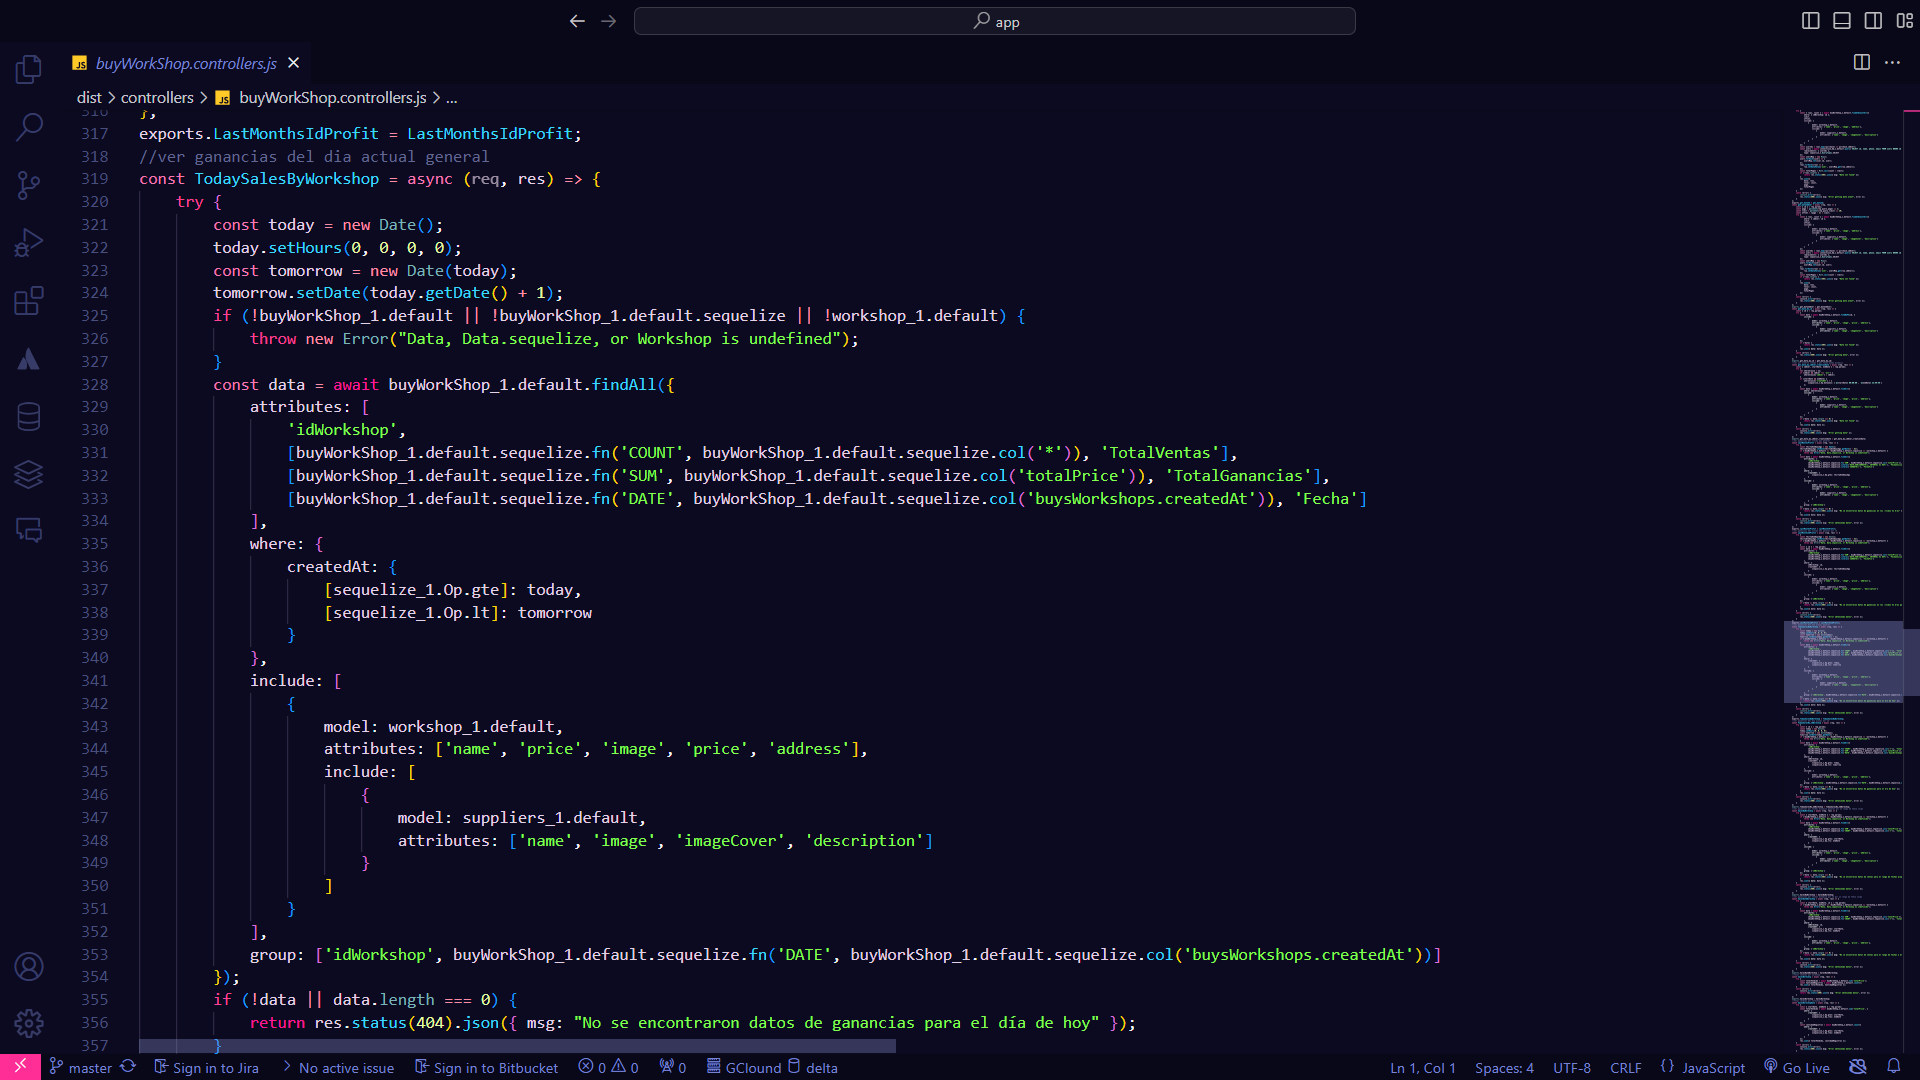 app
buyWorkShop.controllers.js
dist > controllers > buyWorkShop.controllers.js > ...
316 };
317 exports.LastMonthsIdProfit = LastMonthsIdProfit;
318 //ver ganancias del dia actual general
319 const TodaySalesByWorkshop = async (req, res) => {
320 try {
321 const today = new Date();
322 today.setHours(0, 0, 0, 0);
323 const tomorrow = new Date(today);
324 tomorrow.setDate(today.getDate() + 1);
325 if (!buyWorkShop_1.default || !buyWorkShop_1.default.sequelize || !workshop_1.default) {
326 throw new Error("Data, Data.sequelize, or Workshop is undefined");
327 }
328 const data = await buyWorkShop_1.default.findAll({
329 attributes: [
330 'idWorkshop',
331 [buyWorkShop_1.default.sequelize.fn('COUNT', buyWorkShop_1.default.sequelize.col('*')), 'TotalVentas'],
332 [buyWorkShop_1.default.sequelize.fn('SUM', buyWorkShop_1.default.sequelize.col('totalPrice')), 'TotalGanancias'],
333 [buyWorkShop_1.default.sequelize.fn('DATE', buyWorkShop_1.default.sequelize.col('buysWorkshops.createdAt')), 'Fecha']
334 ],
335 where: {
336 createdAt: {
337 [sequelize_1.Op.gte]: today,
338 [sequelize_1.Op.lt]: tomorrow
339 }
340 },
341 include: [
342 {
343 model: workshop_1.default,
344 attributes: ['name', 'price', 'image', 'price', 'address'],
345 include: [
346 {
347 model: suppliers_1.default,
348 attributes: ['name', 'image', 'imageCover', 'description']
349 }
350 ]
351 }
352 ],
353 group: ['idWorkshop', buyWorkShop_1.default.sequelize.fn('DATE', buyWorkShop_1.default.sequelize.col('buysWorkshops.createdAt'))]
354 });
355 if (!data || data.length === 0) {
356 return res.status(404).json({ msg: "No se encontraron datos de ganancias para el día de hoy" });
357 }
master Sign in to Jira No active issue Sign in to Bitbucket 0 0 0 GClound delta Ln 1, Col 1 Spaces: 4 UTF-8 CRLF {} JavaScript Go Live